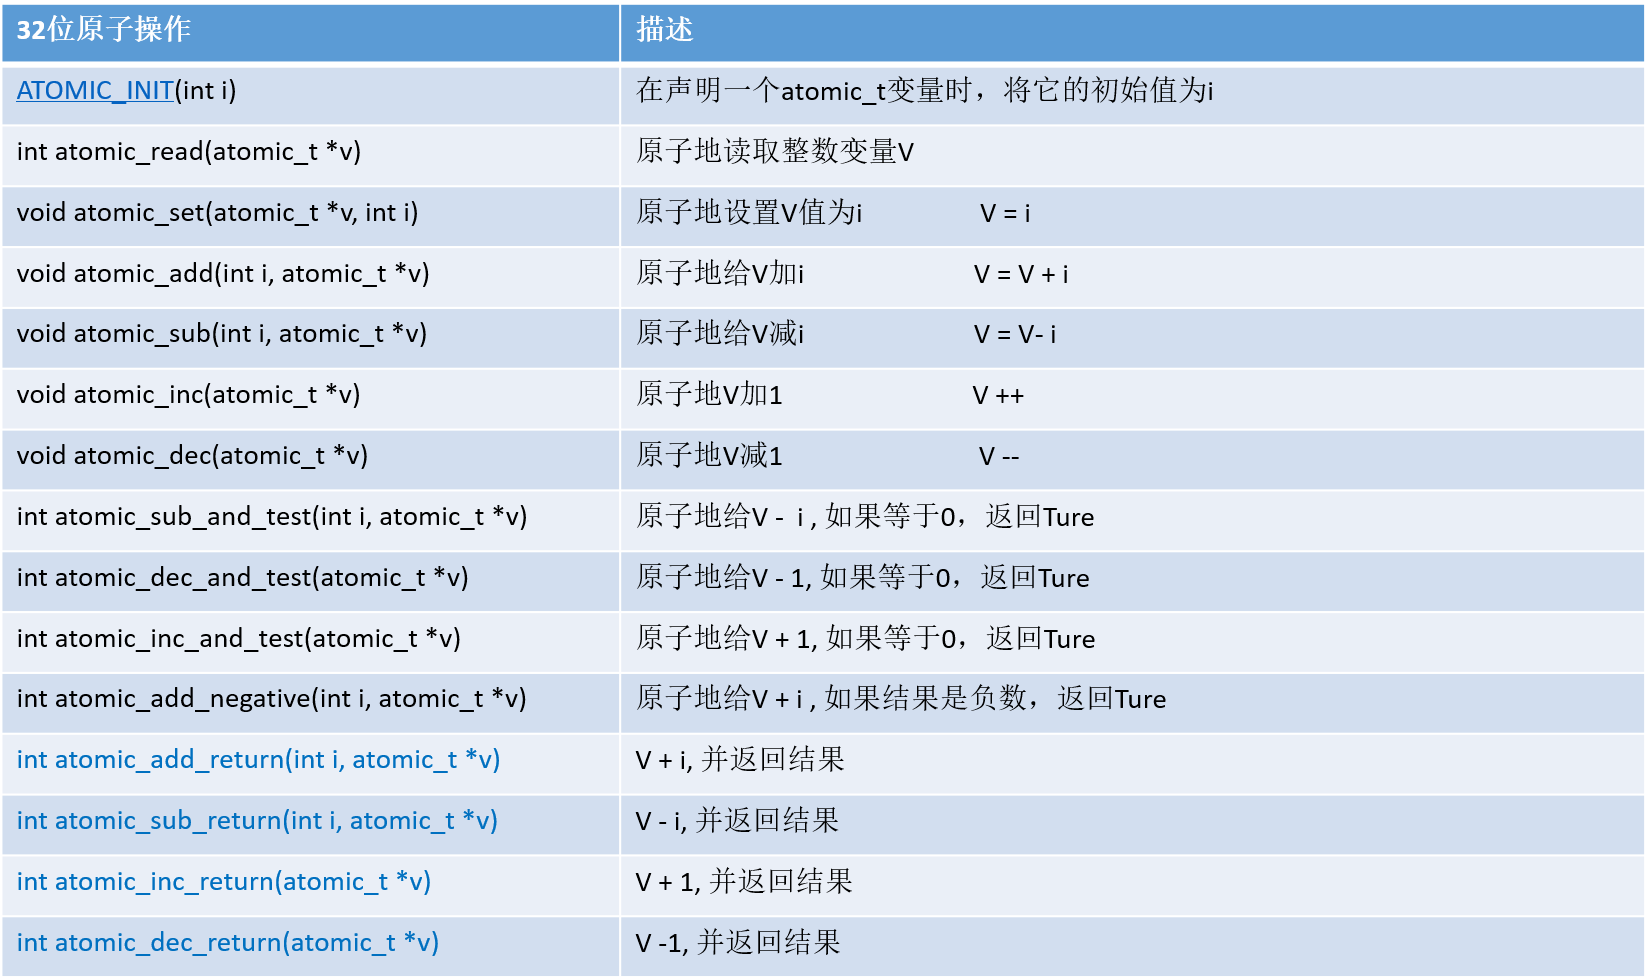 32位原子操作 描述
ATOMIC_INIT(int i) 在声明一个atomic_t变量时，将它的初始值为i
int atomic_read(atomic_t *v) 原子地读取整数变量V
void atomic_set(atomic_t *v, int i) 原子地设置V值为i V = i
void atomic_add(int i, atomic_t *v) 原子地给V加i V = V + i
void atomic_sub(int i, atomic_t *v) 原子地给V减i V = V- i
void atomic_inc(atomic_t *v) 原子地V加1 V ++
void atomic_dec(atomic_t *v) 原子地V减1 V --
int atomic_sub_and_test(int i, atomic_t *v) 原子地给V - i , 如果等于0，返回Ture
int atomic_dec_and_test(atomic_t *v) 原子地给V - 1, 如果等于0，返回Ture
int atomic_inc_and_test(atomic_t *v) 原子地给V + 1, 如果等于0，返回Ture
int atomic_add_negative(int i, atomic_t *v) 原子地给V + i , 如果结果是负数，返回Ture
int atomic_add_return(int i, atomic_t *v) V + i, 并返回结果
int atomic_sub_return(int i, atomic_t *v) V - i, 并返回结果
int atomic_inc_return(atomic_t *v) V + 1, 并返回结果
int atomic_dec_return(atomic_t *v) V -1, 并返回结果